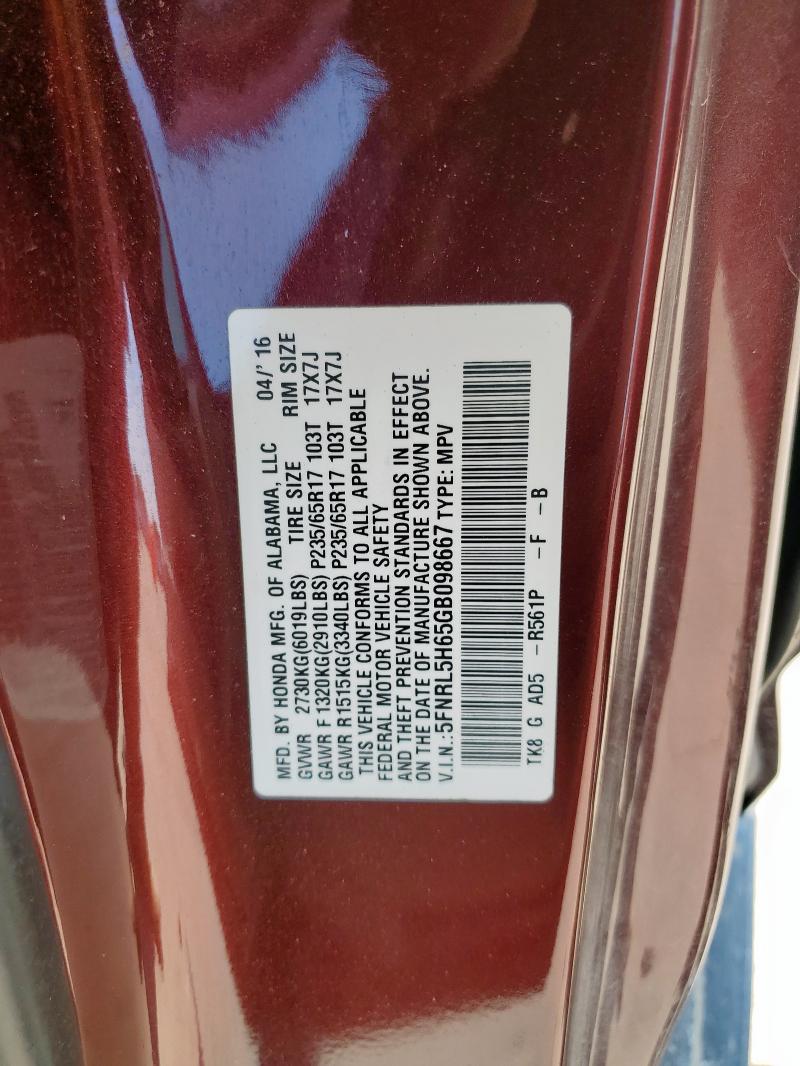 MFD. BY HONDA MFG. OF ALABAMA, LLC 04/' 16
GVWR 2730KG(6019LBS) TIRE SIZE RIM SIZE
GAWR F 1320KG(2910LBS) P235/65R17 103T 17X7J
GAWR R1515KG(3340LBS) P235/65R17 103T 17X7J
THIS VEHICLE CONFORMS TO ALL APPLICABLE
FEDERAL MOTOR VEHICLE SAFETY
AND THEFT PREVENTION STANDARDS IN EFFECT
ON THE DATE OF MANUFACTURE SHOWN ABOVE.
V.I.N.: 5FNRL5H65GB098667 TYPE: MPV
TK8 G AD5 -R561P -F -B